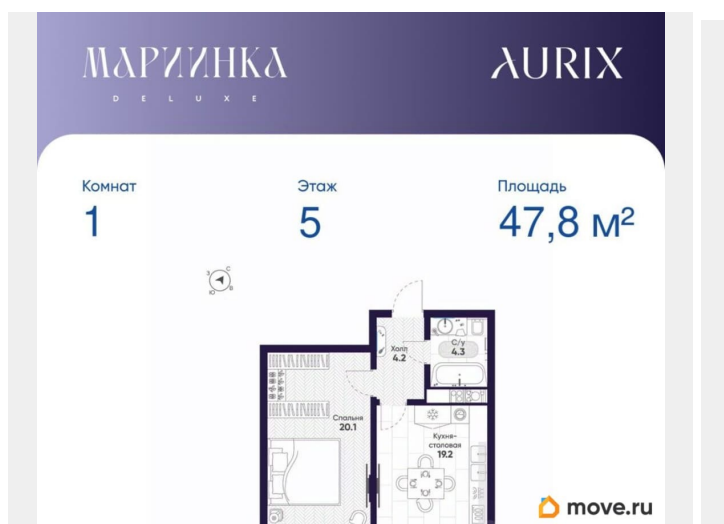 МАРИИНКА
DELUXE
AURIX
Комнат
1
Этаж
5
Площадь
47,8 м²
С
З
В
Ю
Холл
4.2
С/у
4.3
Спальня
20.1
Кухня-
столовая
19.2
move.ru